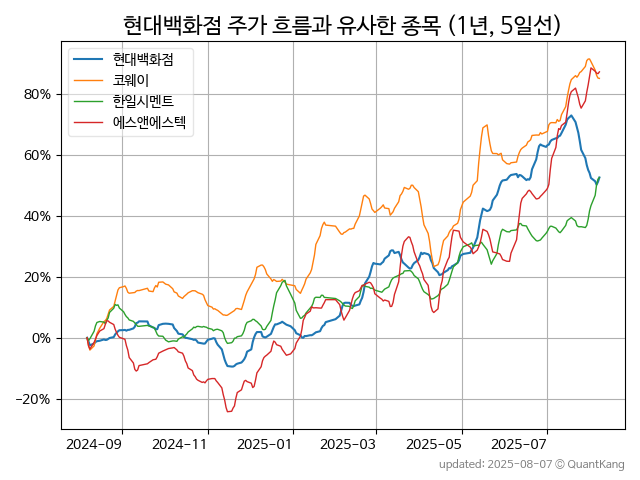 현대백화점 주가 흐름과 유사한 종목 (1년, 5일선)
현대백화점
코웨이
한일시멘트
에스앤에스텍
80%
60%
40%
20%
0%
−20%
2024-09 2024-11 2025-01 2025-03 2025-05 2025-07
updated: 2025-08-07 © QuantKang